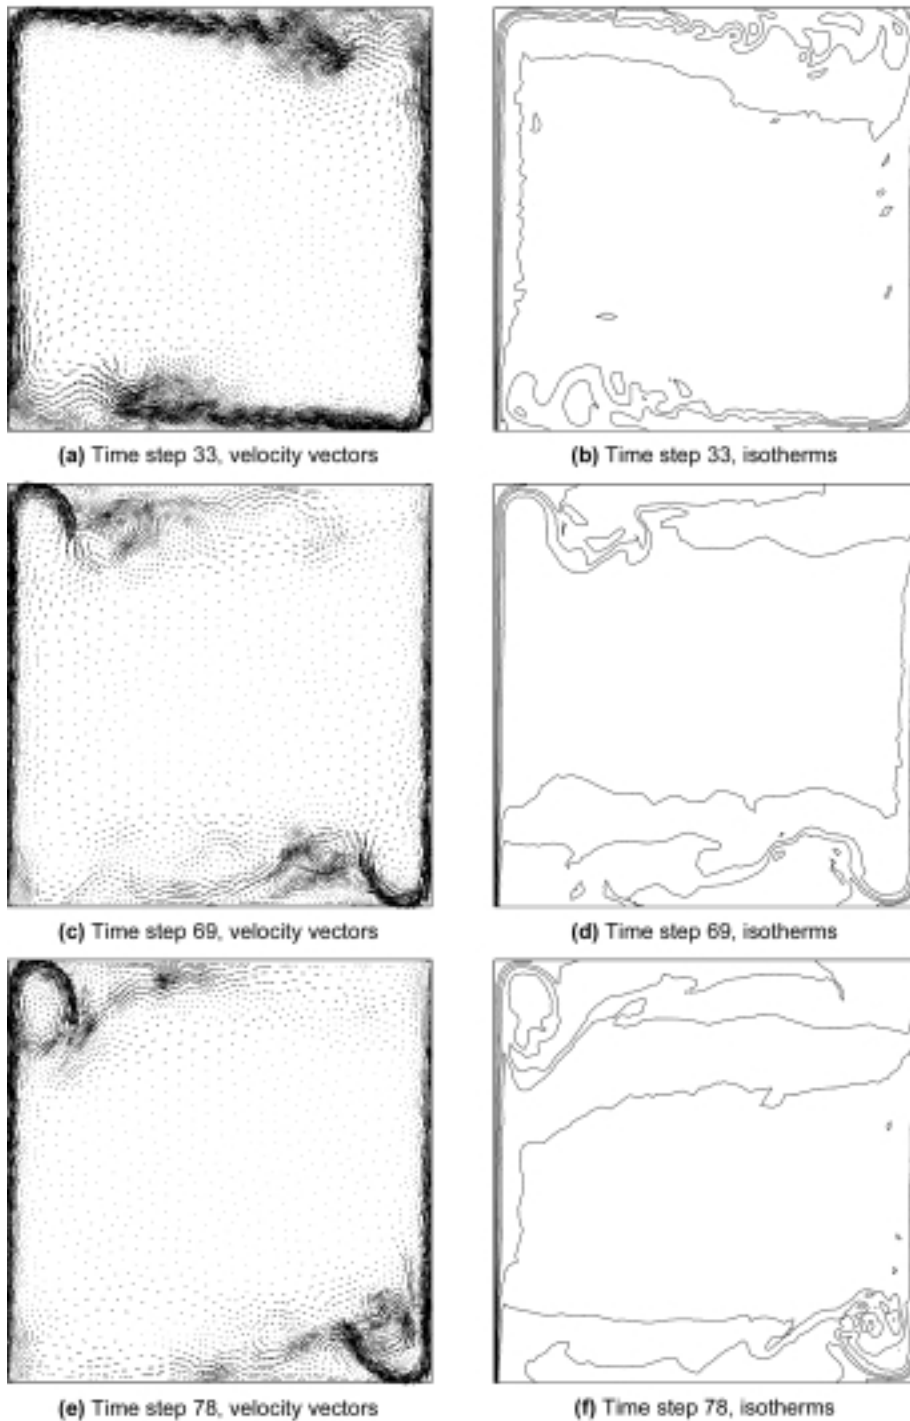 (a) Time step 33, velocity vectors
(b) Time step 33, isotherms
(c) Time step 69, velocity vectors
(d) Time step 69, isotherms
(e) Time step 78, velocity vectors
(f) Time step 78, isotherms